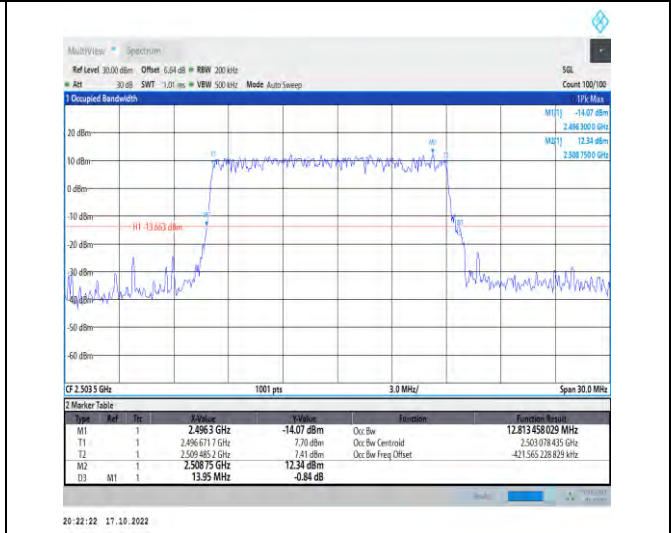 MultiView Spectrum
Ref Level 30.00 dBm Offset 6.64 dB RBW 200 kHz SGL
Att 30 dB SWT 1.01 ms VBW 500 kHz Mode Auto Sweep Count 100/100
1 Occupied Bandwidth 1Pk Max
M1[1] -14.07 dBm
2.4963000 GHz
20 dBm
M2[1] 12.34 dBm
2.5087500 GHz
M2
T1
10 dBm
0 dBm
-10 dBm
H1 -13.663 dBm
-20 dBm
-30 dBm
-40 dBm
-50 dBm
-60 dBm
CF 2.5035 GHz 1001 pts 3.0 MHz/ Span 30.0 MHz
2 Marker Table
Type Ref Trc X-Value Y-Value Function Function Result
M1 1 2.4963 GHz -14.07 dBm Occ Bw 12.813 458 029 MHz
T1 1 2.496 671 7 GHz 7.70 dBm Occ Bw Centroid 2.503 078 435 GHz
T2 1 2.509 485 2 GHz 7.41 dBm Occ Bw Freq Offset -421.565 228 829 kHz
M2 1 2.50875 GHz 12.34 dBm
D3 M1 1 13.95 MHz -0.84 dB
20:22:22 17.10.2022